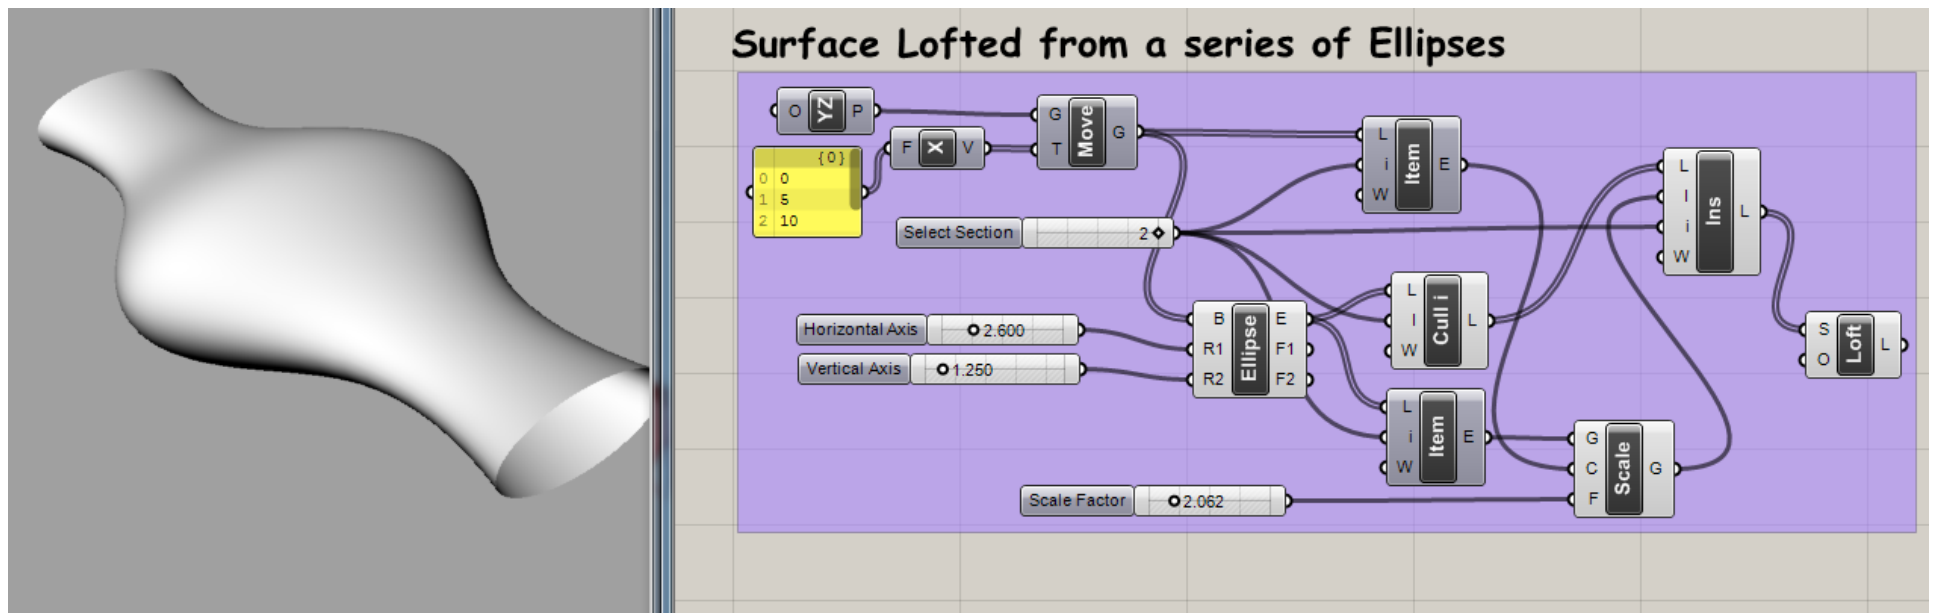 Surface Lofted from a series of Ellipses
O YZ P
G T Move G
F X V
{0}
0 0
1 5
2 10
L i W Item E
L I i W Ins L
Select Section 2
L I W Cull i L
B R1 R2 Ellipse E F1 F2
Horizontal Axis 2.600
Vertical Axis 1.250
S O Loft L
L i W Item E
G C F Scale G
Scale Factor 2.062